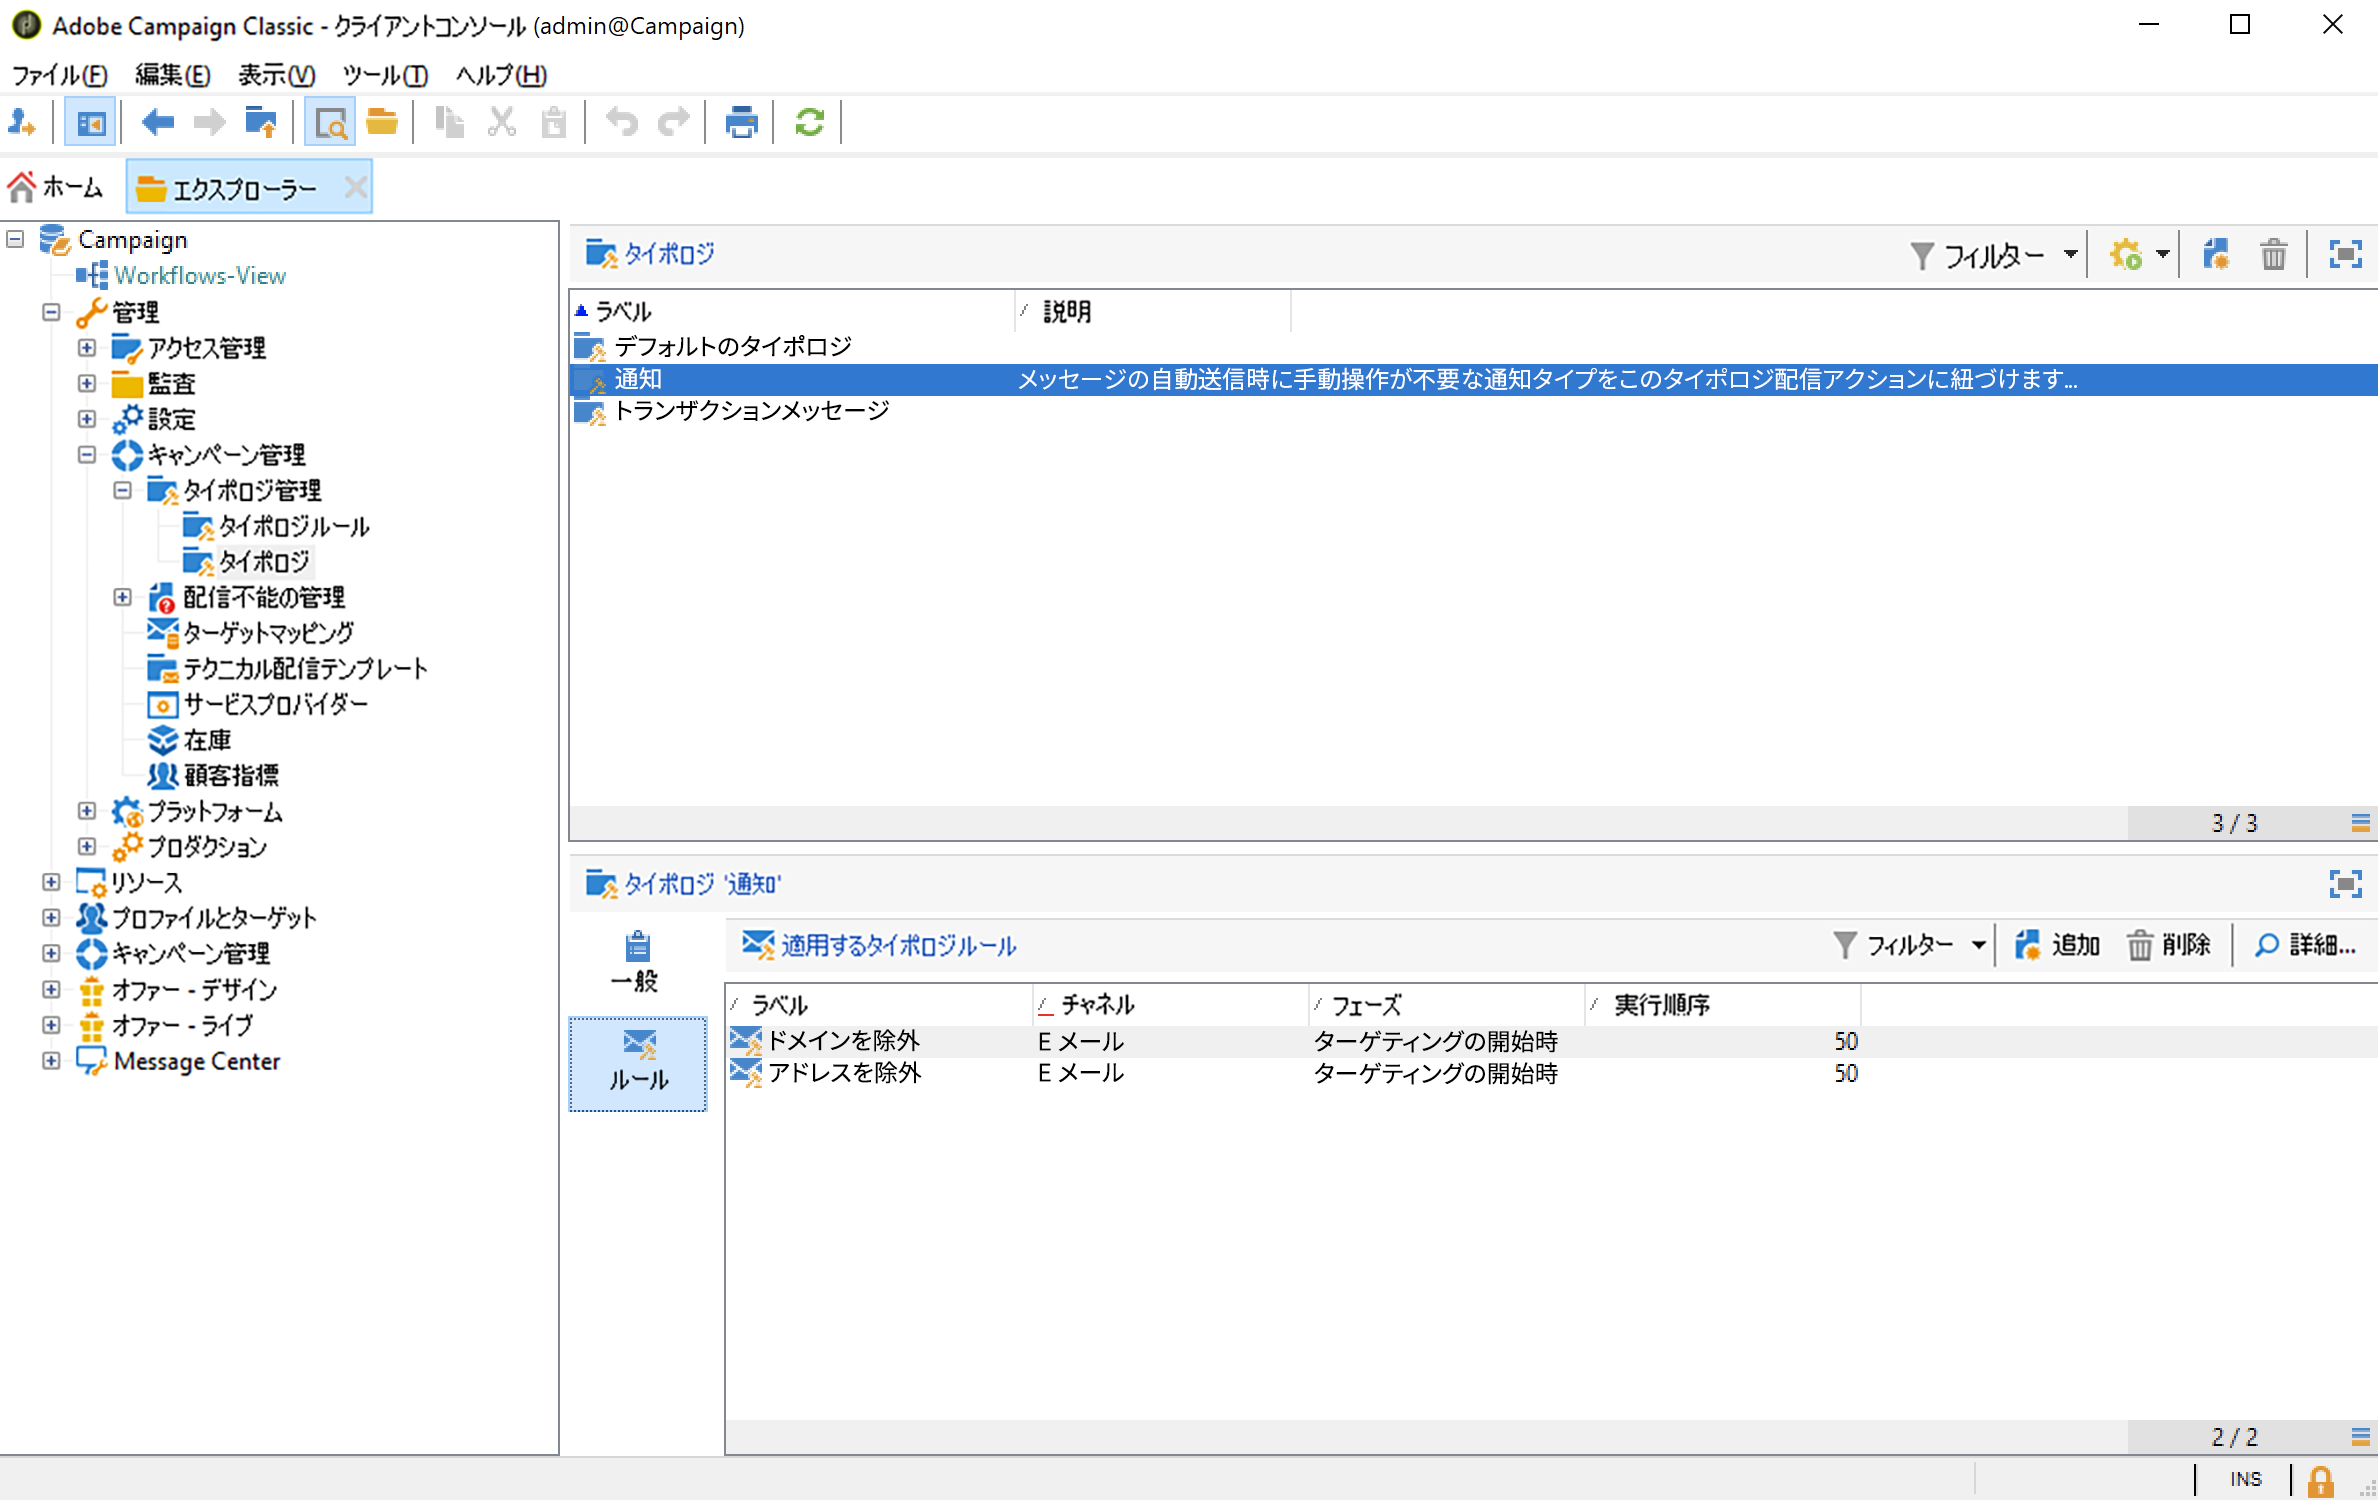 Adobe Campaign Classic - クライアントコンソール (admin@Campaign)
ファイル(F) 編集(E) 表示(V) ツール(T) ヘルプ(H)
ホーム エクスプローラー
Campaign
Workflows-View
管理
アクセス管理
監査
設定
キャンペーン管理
タイポロジ管理
タイポロジルール
タイポロジ
配信不能の管理
ターゲットマッピング
テクニカル配信テンプレート
サービスプロバイダー
在庫
顧客指標
プラットフォーム
プロダクション
リソース
プロファイルとターゲット
キャンペーン管理
オファー - デザイン
オファー - ライブ
Message Center
タイポロジ フィルター
ラベル 説明
デフォルトのタイポロジ
通知 メッセージの自動送信時に手動操作が不要な通知タイプをこのタイポロジ配信アクションに紐づけます...
トランザクションメッセージ
3 / 3
タイポロジ '通知'
一般
ルール
適用するタイポロジルール フィルター 追加 削除 詳細...
ラベル チャネル フェーズ 実行順序
ドメインを除外 E メール ターゲティングの開始時 50
アドレスを除外 E メール ターゲティングの開始時 50
2 / 2
INS